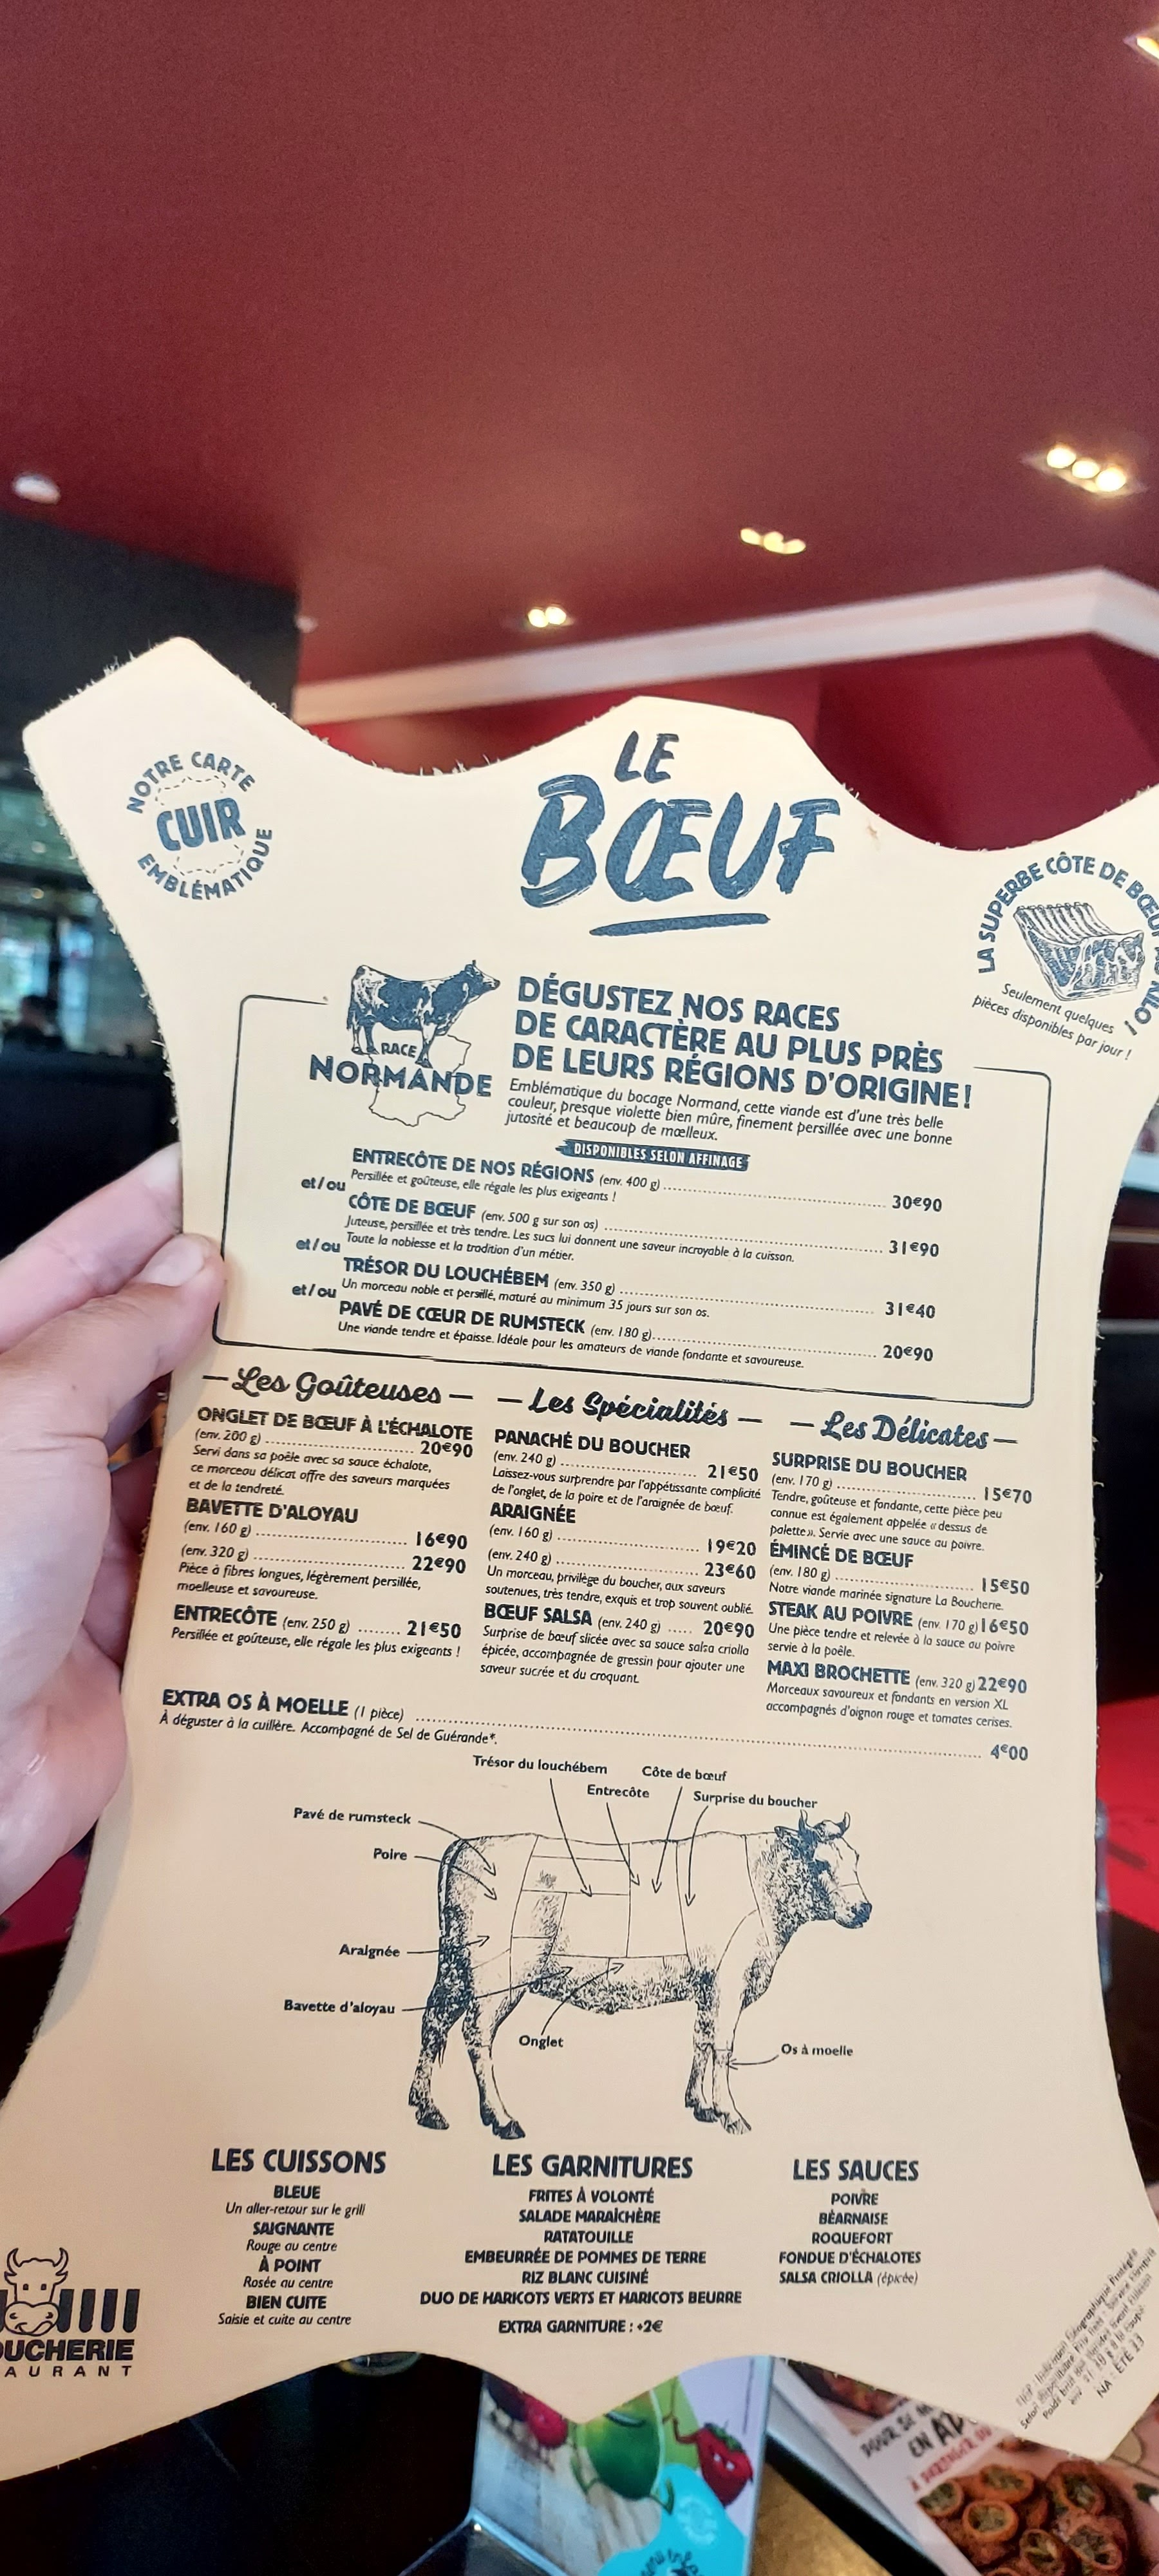 NOTRE CARTE
CUIR
EMBLÉMATIQUE
LE
BŒUF
LA SUPERBE CÔTE DE BŒUF AU KILO !
Seulement quelques
pièces disponibles par jour !
RACE
NORMANDE
DÉGUSTEZ NOS RACES
DE CARACTÈRE AU PLUS PRÈS
DE LEURS RÉGIONS D'ORIGINE!
Emblématique du bocage Normand, cette viande est d'une très belle
couleur, presque violette bien mûre, finement persillée avec une bonne
jutosité et beaucoup de mœlleux.
DISPONIBLES SELON AFFINAGE
ENTRECÔTE DE NOS RÉGIONS (env. 400 g) 30€90
Persillée et goûteuse, elle régale les plus exigeants !
et / ou
CÔTE DE BŒUF (env. 500 g sur son os) 31€90
Juteuse, persillée et très tendre. Les sucs lui donnent une saveur incroyable à la cuisson.
Toute la noblesse et la tradition d'un métier.
et / ou
TRÉSOR DU LOUCHÉBEM (env. 350 g) 31€40
Un morceau noble et persillé, maturé au minimum 35 jours sur son os.
et / ou
PAVÉ DE CŒUR DE RUMSTECK (env. 180 g) 20€90
Une viande tendre et épaisse. Idéale pour les amateurs de viande fondante et savoureuse.
— Les Goûteuses —
ONGLET DE BŒUF À L'ÉCHALOTE
(env. 200 g) 20€90
Servi dans sa poêle avec sa sauce échalote,
ce morceau délicat offre des saveurs marquées
et de la tendreté.
BAVETTE D'ALOYAU
(env. 160 g) 16€90
(env. 320 g) 22€90
Pièce à fibres longues, légèrement persillée,
moelleuse et savoureuse.
ENTRECÔTE (env. 250 g) 21€50
Persillée et goûteuse, elle régale les plus exigeants !
— Les Spécialités —
PANACHÉ DU BOUCHER
(env. 240 g) 21€50
Laissez-vous surprendre par l'appétissante complicité
de l'onglet, de la poire et de l'araignée de bœuf.
ARAIGNÉE
(env. 160 g) 19€20
(env. 240 g) 23€60
Un morceau, privilège du boucher, aux saveurs
soutenues, très tendre, exquis et trop souvent oublié.
BŒUF SALSA (env. 240 g) 20€90
Surprise de bœuf slicée avec sa sauce salsa criolla
épicée, accompagnée de gressin pour ajouter une
saveur sucrée et du croquant.
— Les Délicates —
SURPRISE DU BOUCHER
(env. 170 g) 15€70
Tendre, goûteuse et fondante, cette pièce peu
connue est également appelée « dessus de
palette ». Servie avec une sauce au poivre.
ÉMINCÉ DE BŒUF
(env. 180 g) 15€50
Notre viande marinée signature La Boucherie.
STEAK AU POIVRE (env. 170 g) 16€50
Une pièce tendre et relevée à la sauce au poivre
servie à la poêle.
MAXI BROCHETTE (env. 320 g) 22€90
Morceaux savoureux et fondants en version XL
accompagnés d'oignon rouge et tomates cerises.
EXTRA OS À MOELLE (1 pièce) 4€00
À déguster à la cuillère. Accompagné de Sel de Guérande*.
Trésor du louchébem
Côte de bœuf
Entrecôte
Surprise du boucher
Pavé de rumsteck
Poire
Araignée
Bavette d'aloyau
Onglet
Os à moelle
LES CUISSONS
BLEUE
Un aller-retour sur le grill
SAIGNANTE
Rouge au centre
À POINT
Rosée au centre
BIEN CUITE
Saisie et cuite au centre
LES GARNITURES
FRITES À VOLONTÉ
SALADE MARAÎCHÈRE
RATATOUILLE
EMBEURRÉE DE POMMES DE TERRE
RIZ BLANC CUISINÉ
DUO DE HARICOTS VERTS ET HARICOTS BEURRE
EXTRA GARNITURE : +2€
LES SAUCES
POIVRE
BÉARNAISE
ROQUEFORT
FONDUE D'ÉCHALOTES
SALSA CRIOLLA (épicée)
OUCHERIE
AURANT
NA : ÉTÉ 23
POUR SE
EN